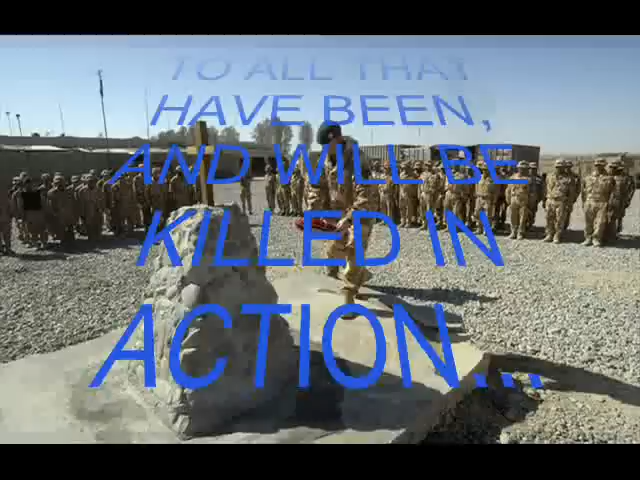 TO ALL THAT
HAVE BEEN,
AND WILL BE
KILLED IN
ACTION...